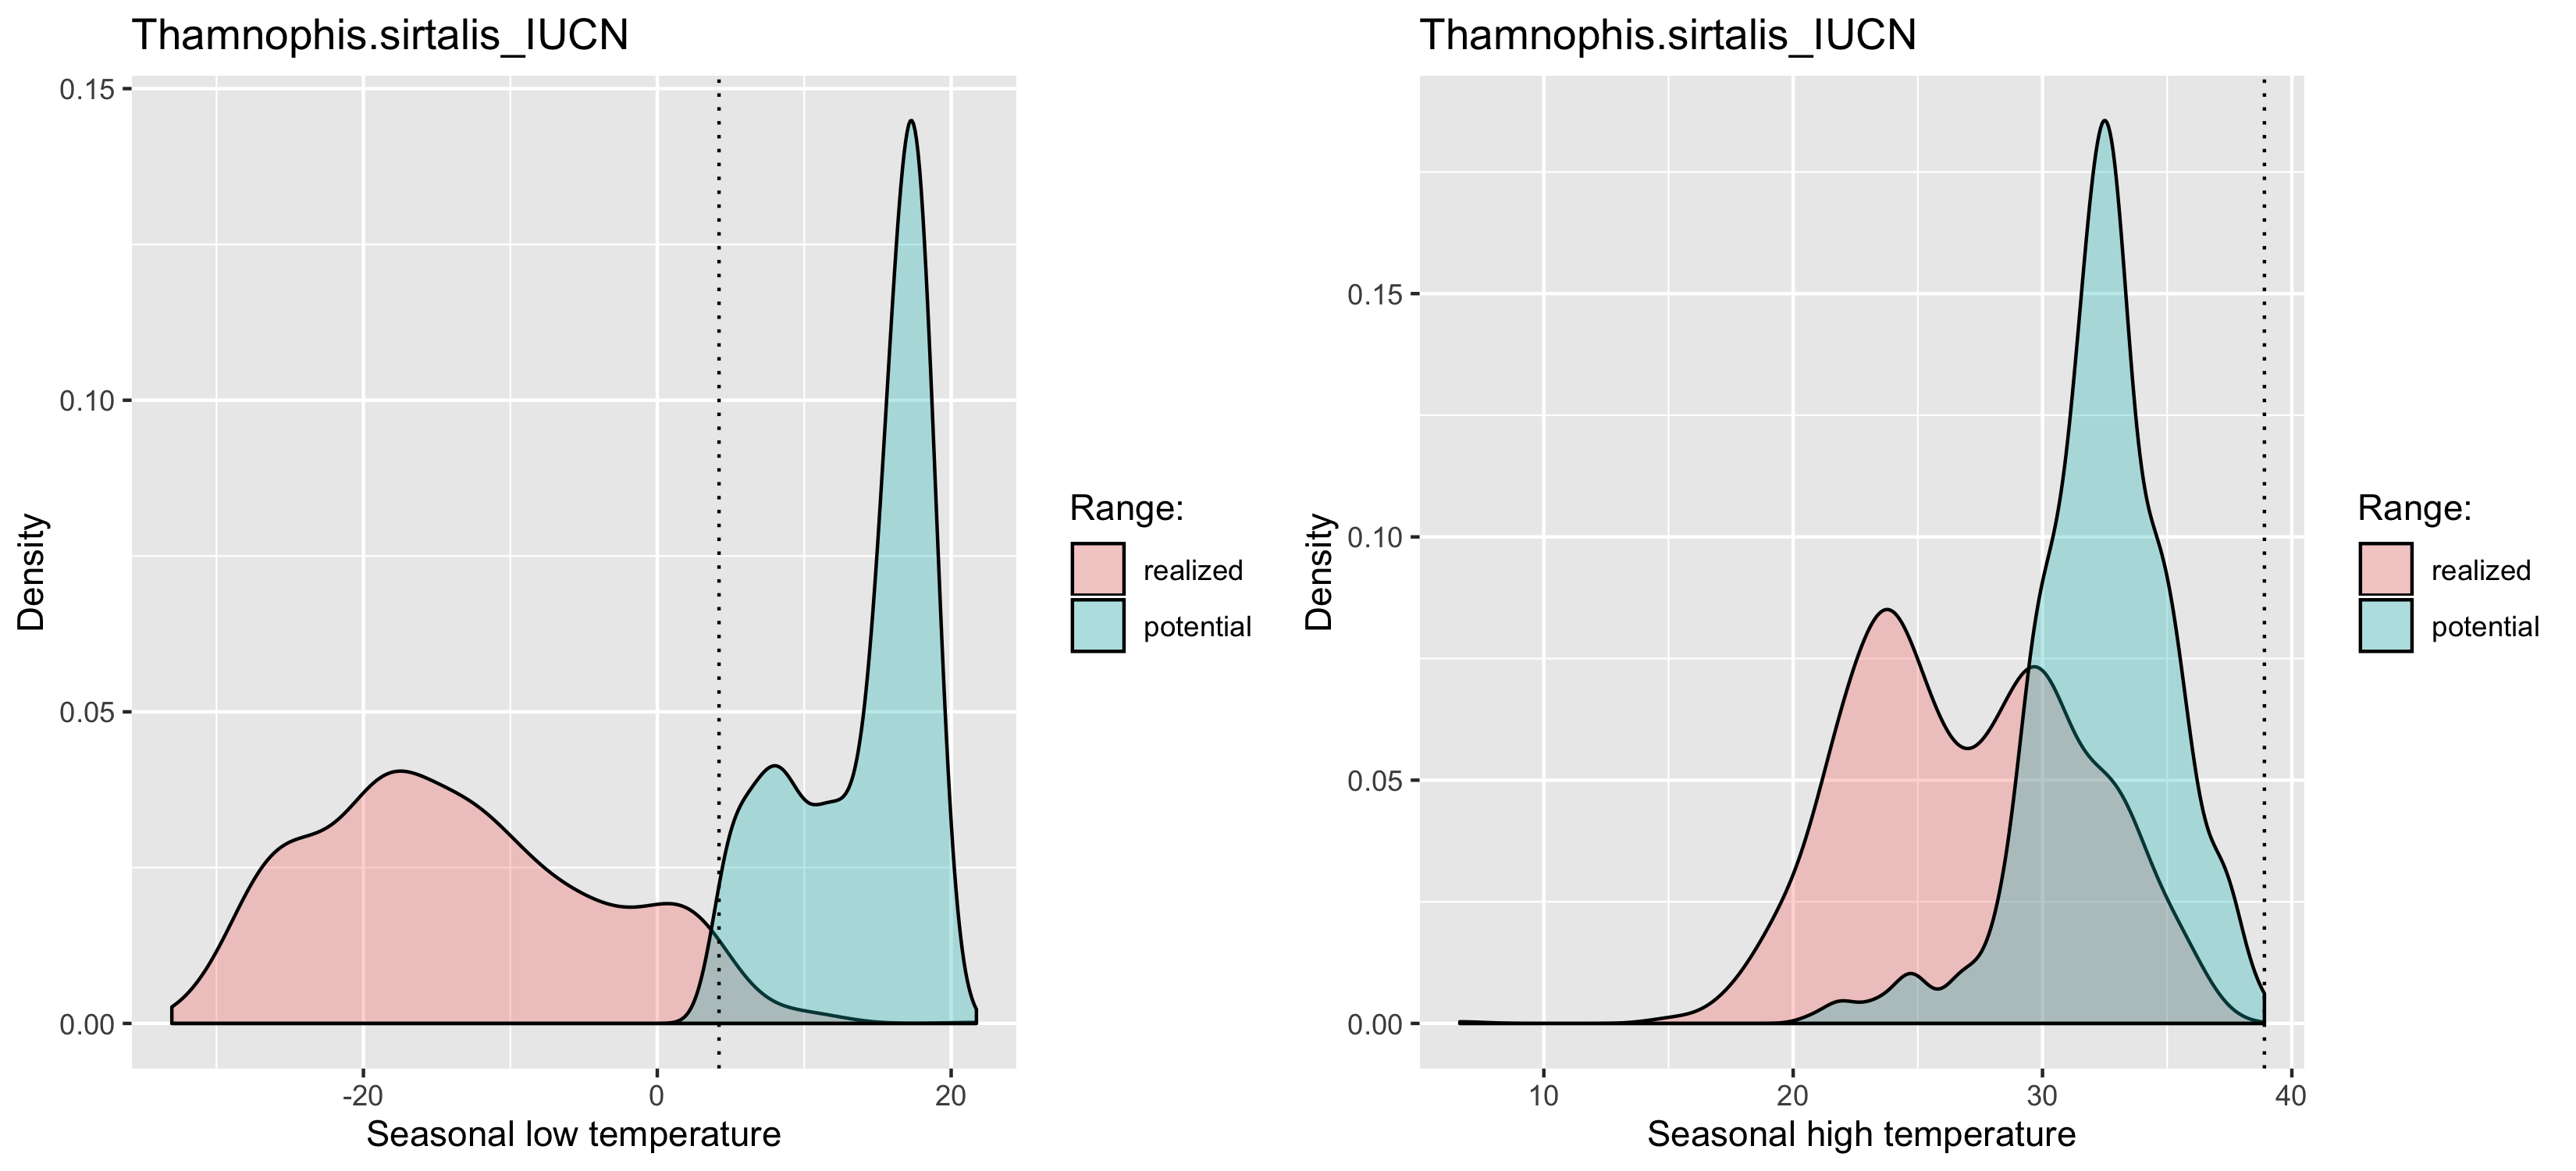 Thamnophis.sirtalis_IUCN
0.15
0.10
0.05
0.00
Density
-20
0
20
Seasonal low temperature
Range:
realized
potential
Thamnophis.sirtalis_IUCN
0.15
0.10
0.05
0.00
Density
10
20
30
40
Seasonal high temperature
Range:
realized
potential